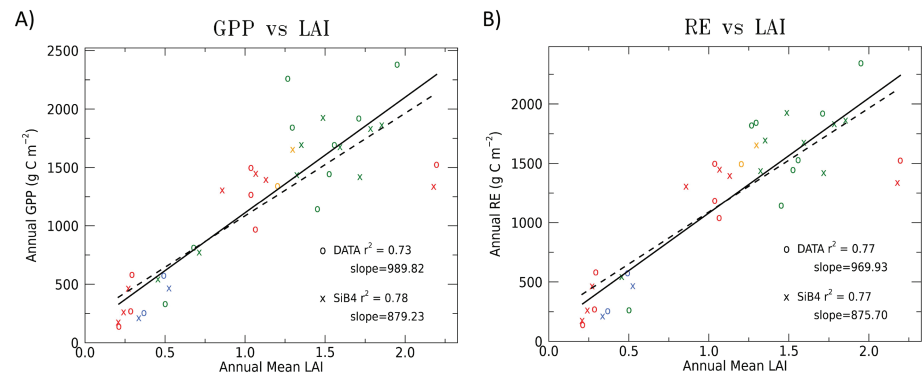 A)
GPP vs LAI
2500
2000
1500
1000
500
0
Annual GPP (g C m⁻²)
o DATA r² = 0.73
slope=989.82
x SiB4 r² = 0.78
slope=879.23
0.0 0.5 1.0 1.5 2.0
Annual Mean LAI
B)
RE vs LAI
2000
1500
1000
500
0
Annual RE (g C m⁻²)
o DATA r² = 0.77
slope=969.93
x SiB4 r² = 0.77
slope=875.70
0.0 0.5 1.0 1.5 2.0
Annual Mean LAI